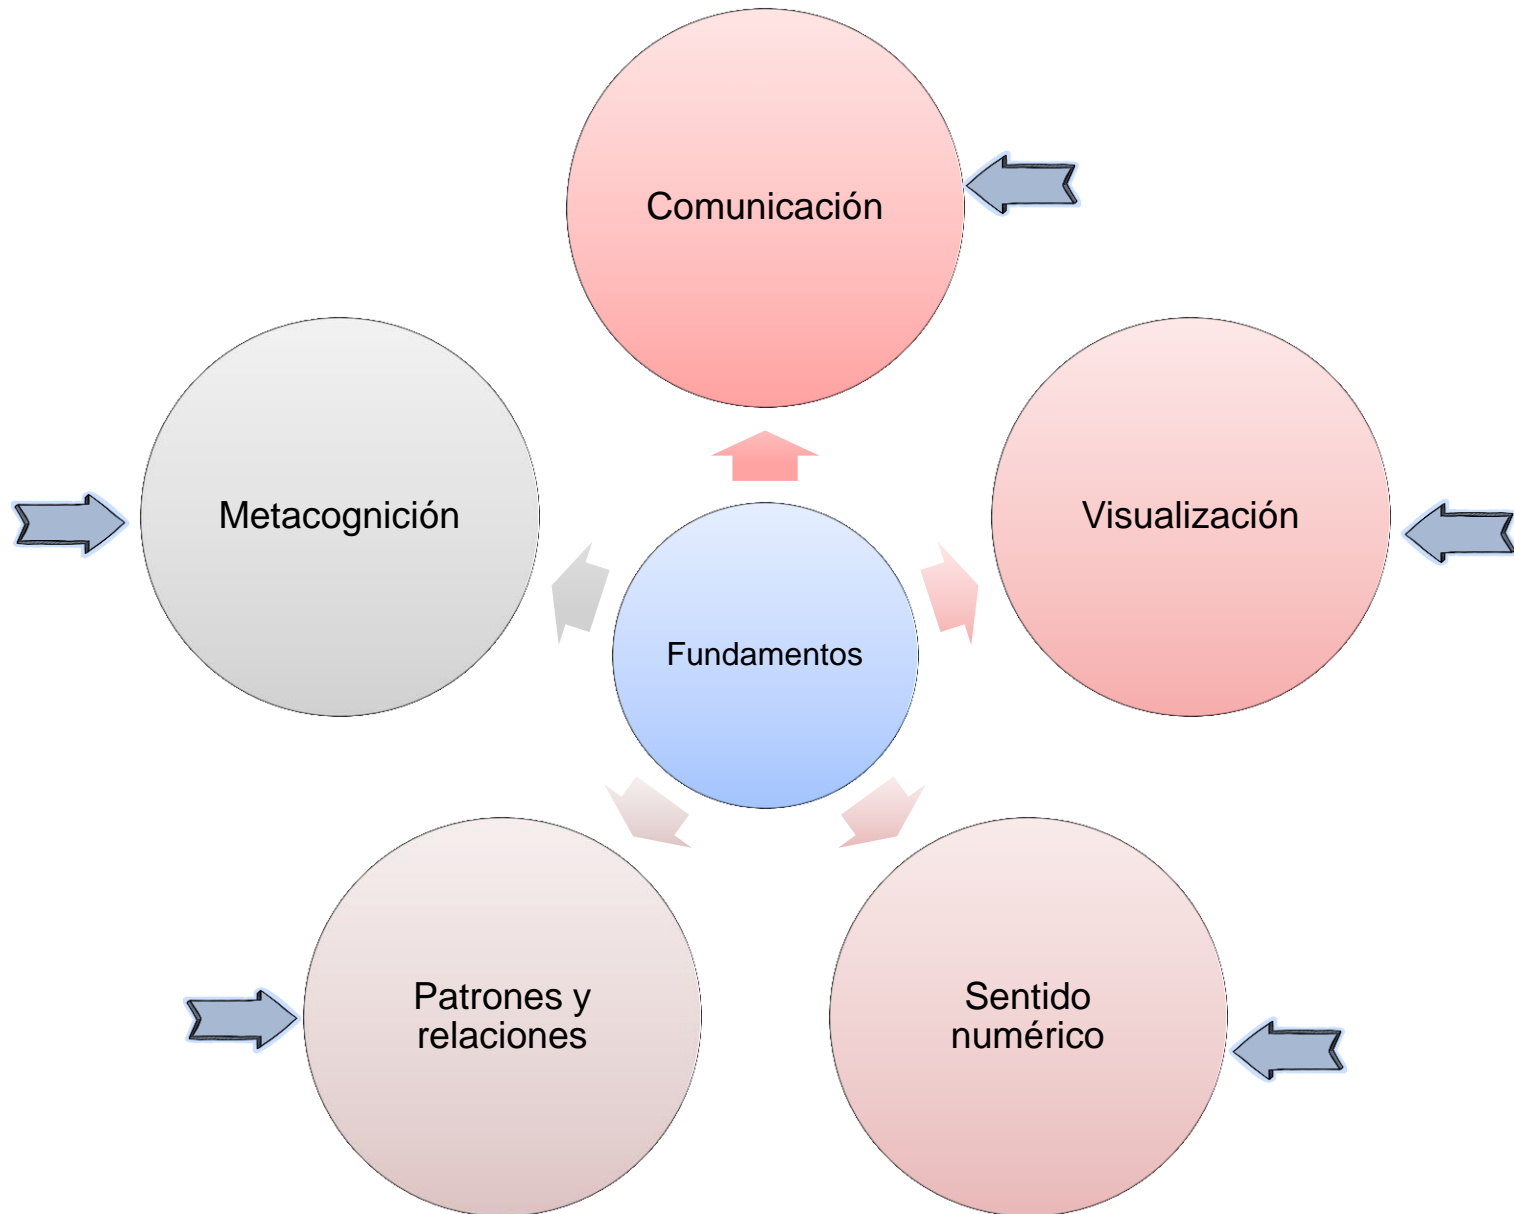 Comunicación
Metacognición
Visualización
Fundamentos
Patrones y
relaciones
Sentido
numérico